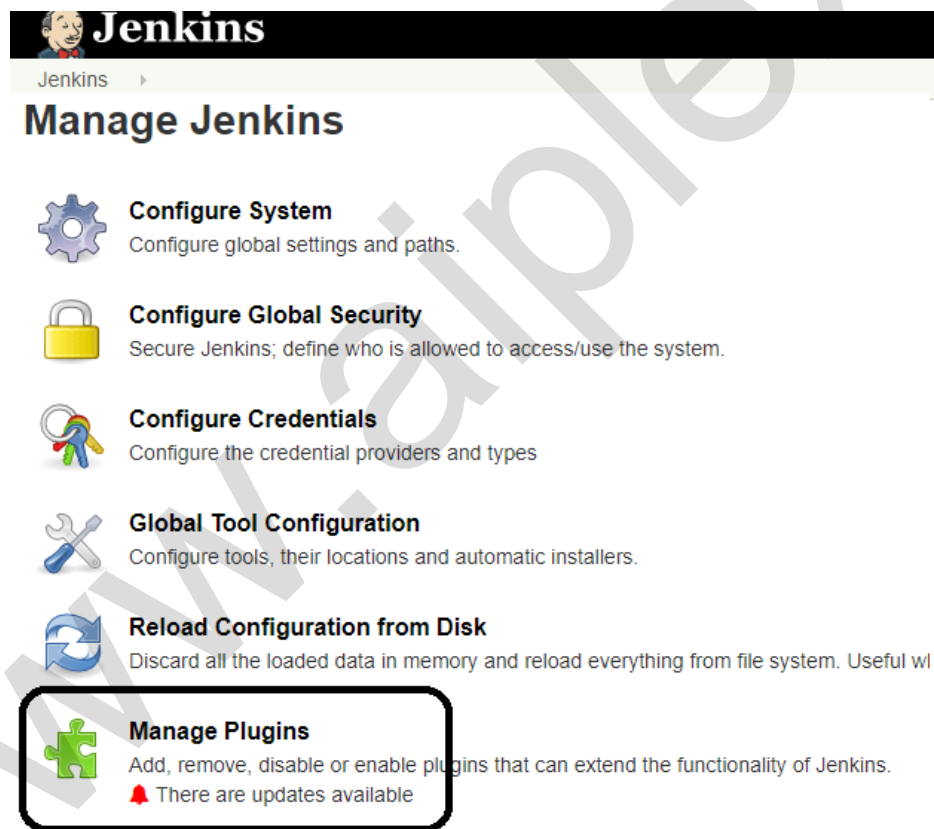 Jenkins
Jenkins
Manage Jenkins
Configure System
Configure global settings and paths.
Configure Global Security
Secure Jenkins; define who is allowed to access/use the system.
Configure Credentials
Configure the credential providers and types
Global Tool Configuration
Configure tools, their locations and automatic installers.
Reload Configuration from Disk
Discard all the loaded data in memory and reload everything from file system. Useful
Manage Plugins
Add, remove, disable or enable plugins that can extend the functionality of Jenkins.
There are updates available